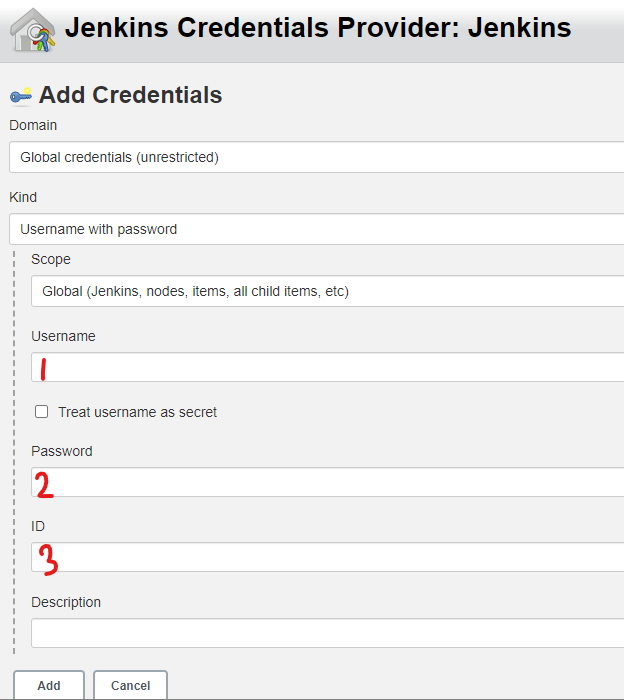 Jenkins Credentials Provider: Jenkins
Add Credentials
Domain
Global credentials (unrestricted)
Kind
Username with password
Scope
Global (Jenkins, nodes, items, all child items, etc)
Username
1
Treat username as secret
Password
2
ID
3
Description
Add Cancel